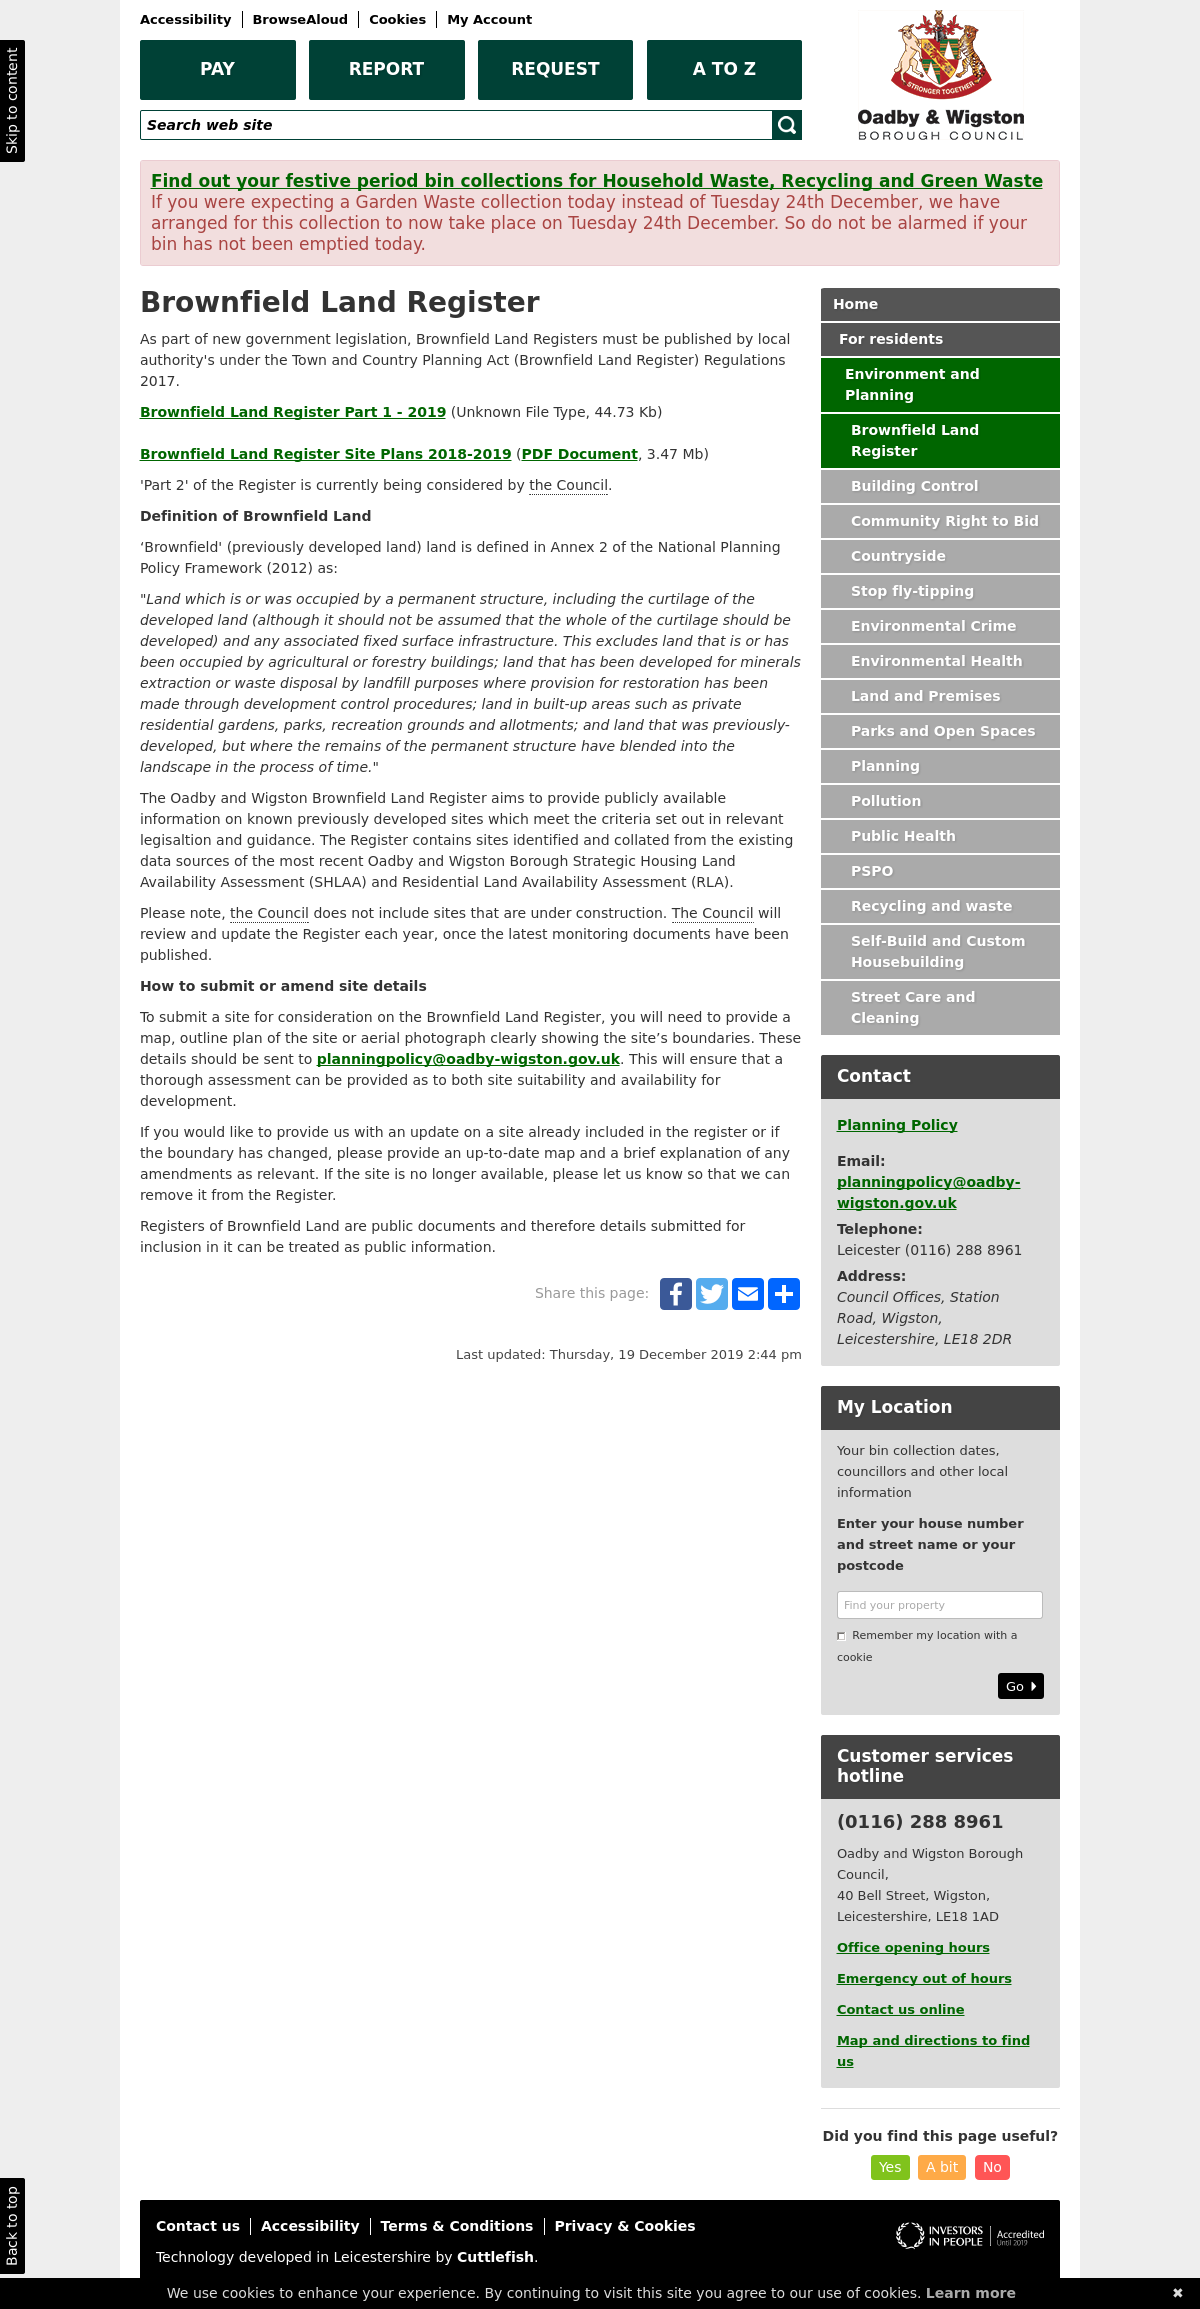 Skip to content
Accessibility
BrowseAloud
Cookies
My Account
PAY
REPORT
REQUEST
A TO Z
Search web site
STRONGER TOGETHER
Oadby & Wigston
BOROUGH COUNCIL
Find out your festive period bin collections for Household Waste, Recycling and Green Waste
If you were expecting a Garden Waste collection today instead of Tuesday 24th December, we have
arranged for this collection to now take place on Tuesday 24th December. So do not be alarmed if your
bin has not been emptied today.
Brownfield Land Register
As part of new government legislation, Brownfield Land Registers must be published by local
authority's under the Town and Country Planning Act (Brownfield Land Register) Regulations
2017.
Brownfield Land Register Part 1 - 2019 (Unknown File Type, 44.73 Kb)
Brownfield Land Register Site Plans 2018-2019 (PDF Document, 3.47 Mb)
'Part 2' of the Register is currently being considered by the Council.
Definition of Brownfield Land
‘Brownfield' (previously developed land) land is defined in Annex 2 of the National Planning
Policy Framework (2012) as:
"Land which is or was occupied by a permanent structure, including the curtilage of the
developed land (although it should not be assumed that the whole of the curtilage should be
developed) and any associated fixed surface infrastructure. This excludes land that is or has
been occupied by agricultural or forestry buildings; land that has been developed for minerals
extraction or waste disposal by landfill purposes where provision for restoration has been
made through development control procedures; land in built-up areas such as private
residential gardens, parks, recreation grounds and allotments; and land that was previously-
developed, but where the remains of the permanent structure have blended into the
landscape in the process of time."
The Oadby and Wigston Brownfield Land Register aims to provide publicly available
information on known previously developed sites which meet the criteria set out in relevant
legisaltion and guidance. The Register contains sites identified and collated from the existing
data sources of the most recent Oadby and Wigston Borough Strategic Housing Land
Availability Assessment (SHLAA) and Residential Land Availability Assessment (RLA).
Please note, the Council does not include sites that are under construction. The Council will
review and update the Register each year, once the latest monitoring documents have been
published.
How to submit or amend site details
To submit a site for consideration on the Brownfield Land Register, you will need to provide a
map, outline plan of the site or aerial photograph clearly showing the site’s boundaries. These
details should be sent to planningpolicy@oadby-wigston.gov.uk. This will ensure that a
thorough assessment can be provided as to both site suitability and availability for
development.
If you would like to provide us with an update on a site already included in the register or if
the boundary has changed, please provide an up-to-date map and a brief explanation of any
amendments as relevant. If the site is no longer available, please let us know so that we can
remove it from the Register.
Registers of Brownfield Land are public documents and therefore details submitted for
inclusion in it can be treated as public information.
Share this page:
Last updated: Thursday, 19 December 2019 2:44 pm
Home
For residents
Environment and
Planning
Brownfield Land
Register
Building Control
Community Right to Bid
Countryside
Stop fly-tipping
Environmental Crime
Environmental Health
Land and Premises
Parks and Open Spaces
Planning
Pollution
Public Health
PSPO
Recycling and waste
Self-Build and Custom
Housebuilding
Street Care and
Cleaning
Contact
Planning Policy
Email:
planningpolicy@oadby-
wigston.gov.uk
Telephone:
Leicester (0116) 288 8961
Address:
Council Offices, Station
Road, Wigston,
Leicestershire, LE18 2DR
My Location
Your bin collection dates,
councillors and other local
information
Enter your house number
and street name or your
postcode
Find your property
Remember my location with a
cookie
Go
Customer services
hotline
(0116) 288 8961
Oadby and Wigston Borough
Council,
40 Bell Street, Wigston,
Leicestershire, LE18 1AD
Office opening hours
Emergency out of hours
Contact us online
Map and directions to find
us
Did you find this page useful?
Yes
A bit
No
Back to top
Contact us
Accessibility
Terms & Conditions
Privacy & Cookies
Technology developed in Leicestershire by Cuttlefish.
INVESTORS
IN PEOPLE
Accredited
Until 2019
We use cookies to enhance your experience. By continuing to visit this site you agree to our use of cookies. Learn more
✖